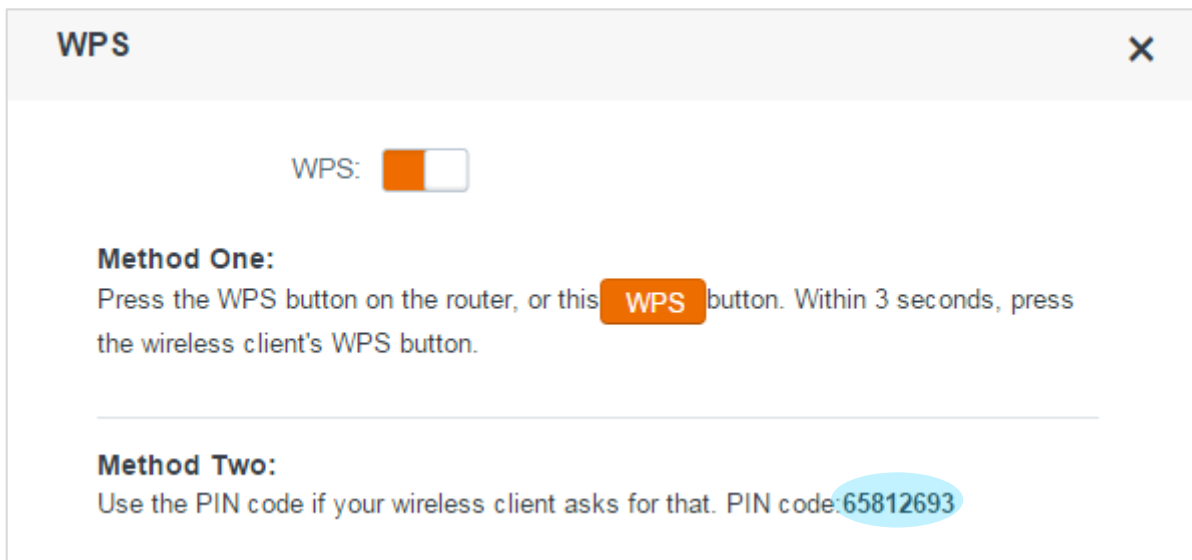 WPS
WPS:
Method One:
Press the WPS button on the router, or this WPS button. Within 3 seconds, press
the wireless client's WPS button.
Method Two:
Use the PIN code if your wireless client asks for that. PIN code:65812693